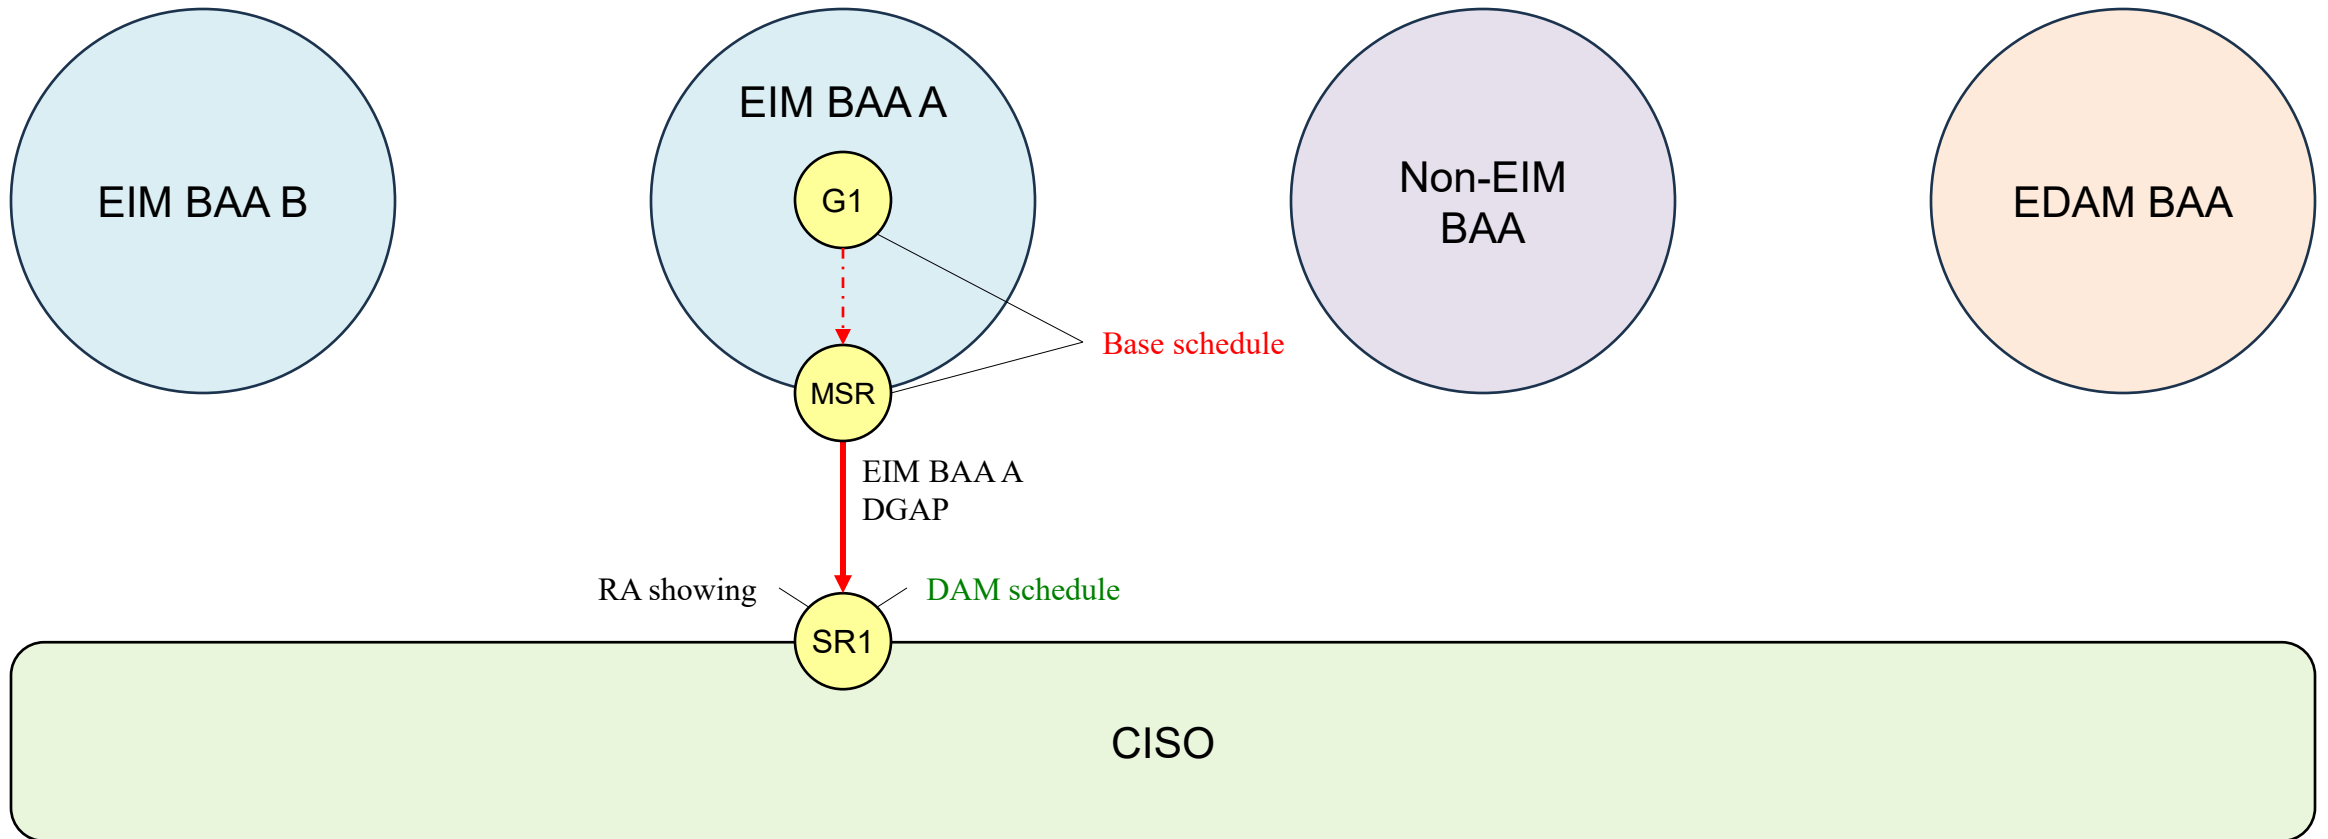 EIM BAA B
EIM BAA A
G1
Non-EIM
BAA
EDAM BAA
Base schedule
MSR
EIM BAA A
DGAP
RA showing
DAM schedule
SR1
CISO